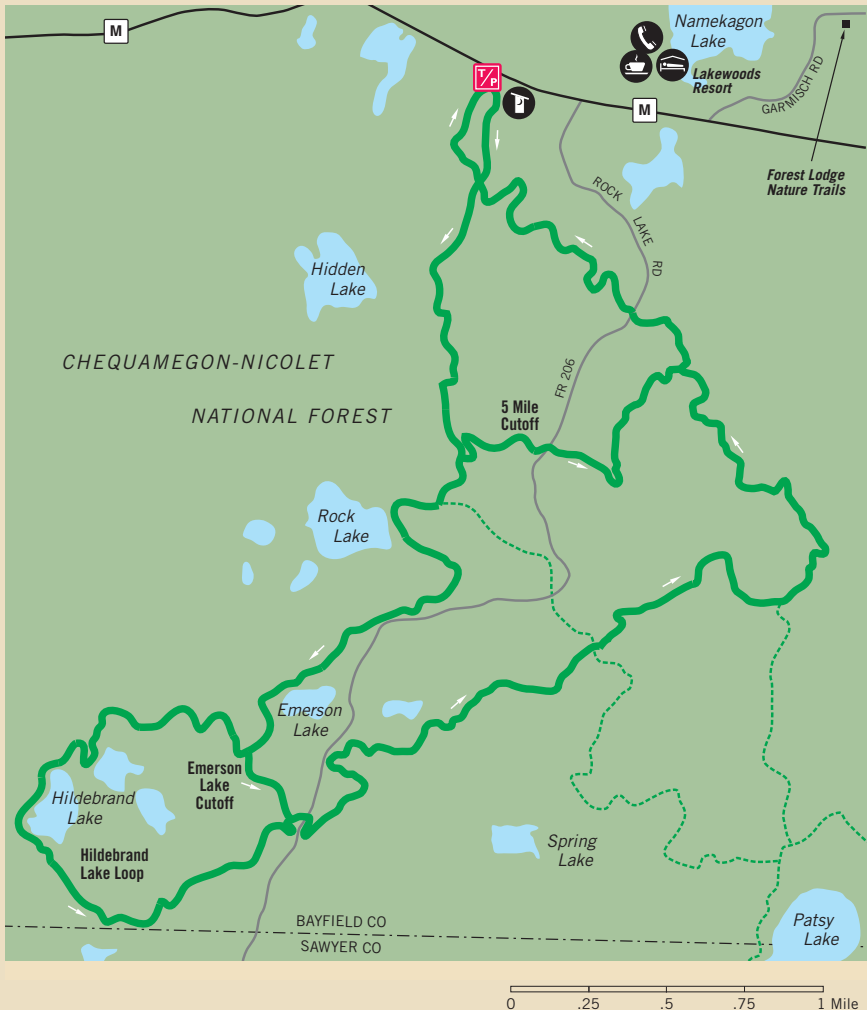 M
Namekagon
Lake
T/P
Lakewoods
Resort
GARMISCH RD
M
Forest Lodge
Nature Trails
ROCK LAKE RD
Hidden
Lake
CHEQUAMEGON-NICOLET
NATIONAL FOREST
FR 206
5 Mile
Cutoff
Rock
Lake
Emerson
Lake
Emerson
Lake
Cutoff
Hildebrand
Lake
Hildebrand
Lake Loop
Spring
Lake
Patsy
Lake
BAYFIELD CO
SAWYER CO
0 .25 .5 .75 1 Mile